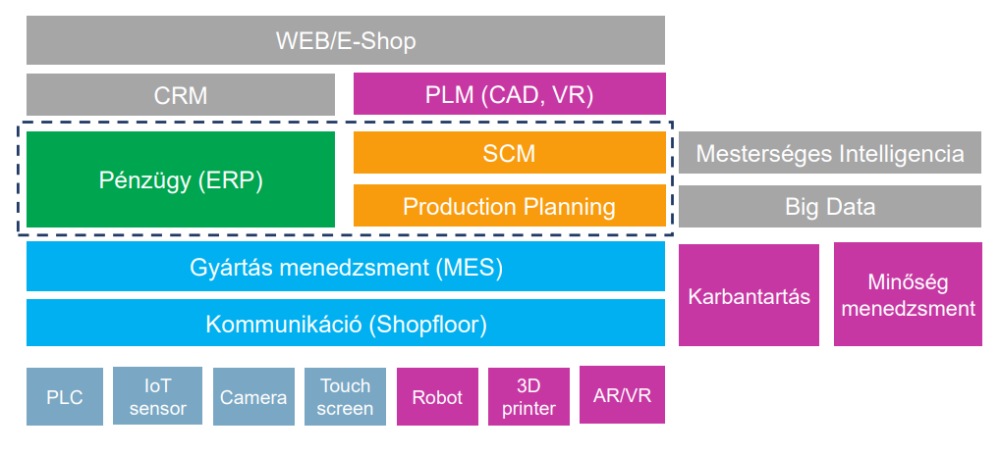 WEB/E-Shop
CRM
PLM (CAD, VR)
Pénzügy (ERP)
SCM
Production Planning
Mesterséges Intelligencia
Big Data
Gyártás menedzsment (MES)
Kommunikáció (Shopfloor)
Karbantartás
Minőség
menedzsment
PLC
IoT
sensor
Camera
Touch
screen
Robot
3D
printer
AR/VR